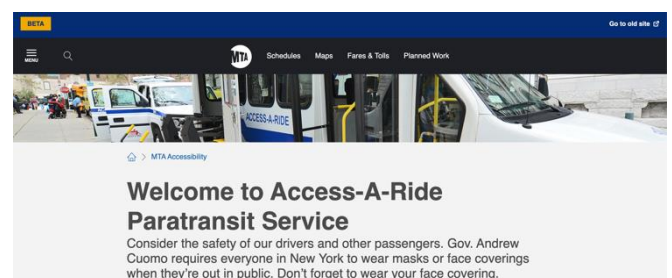 BETA
Go to old site
MENU
MTA
Schedules Maps Fares & Tolls Planned Work
ACCESS-A-RIDE
> MTA Accessibility
Welcome to Access-A-Ride
Paratransit Service
Consider the safety of our drivers and other passengers. Gov. Andrew
Cuomo requires everyone in New York to wear masks or face coverings
when they're out in public. Don't forget to wear your face covering.